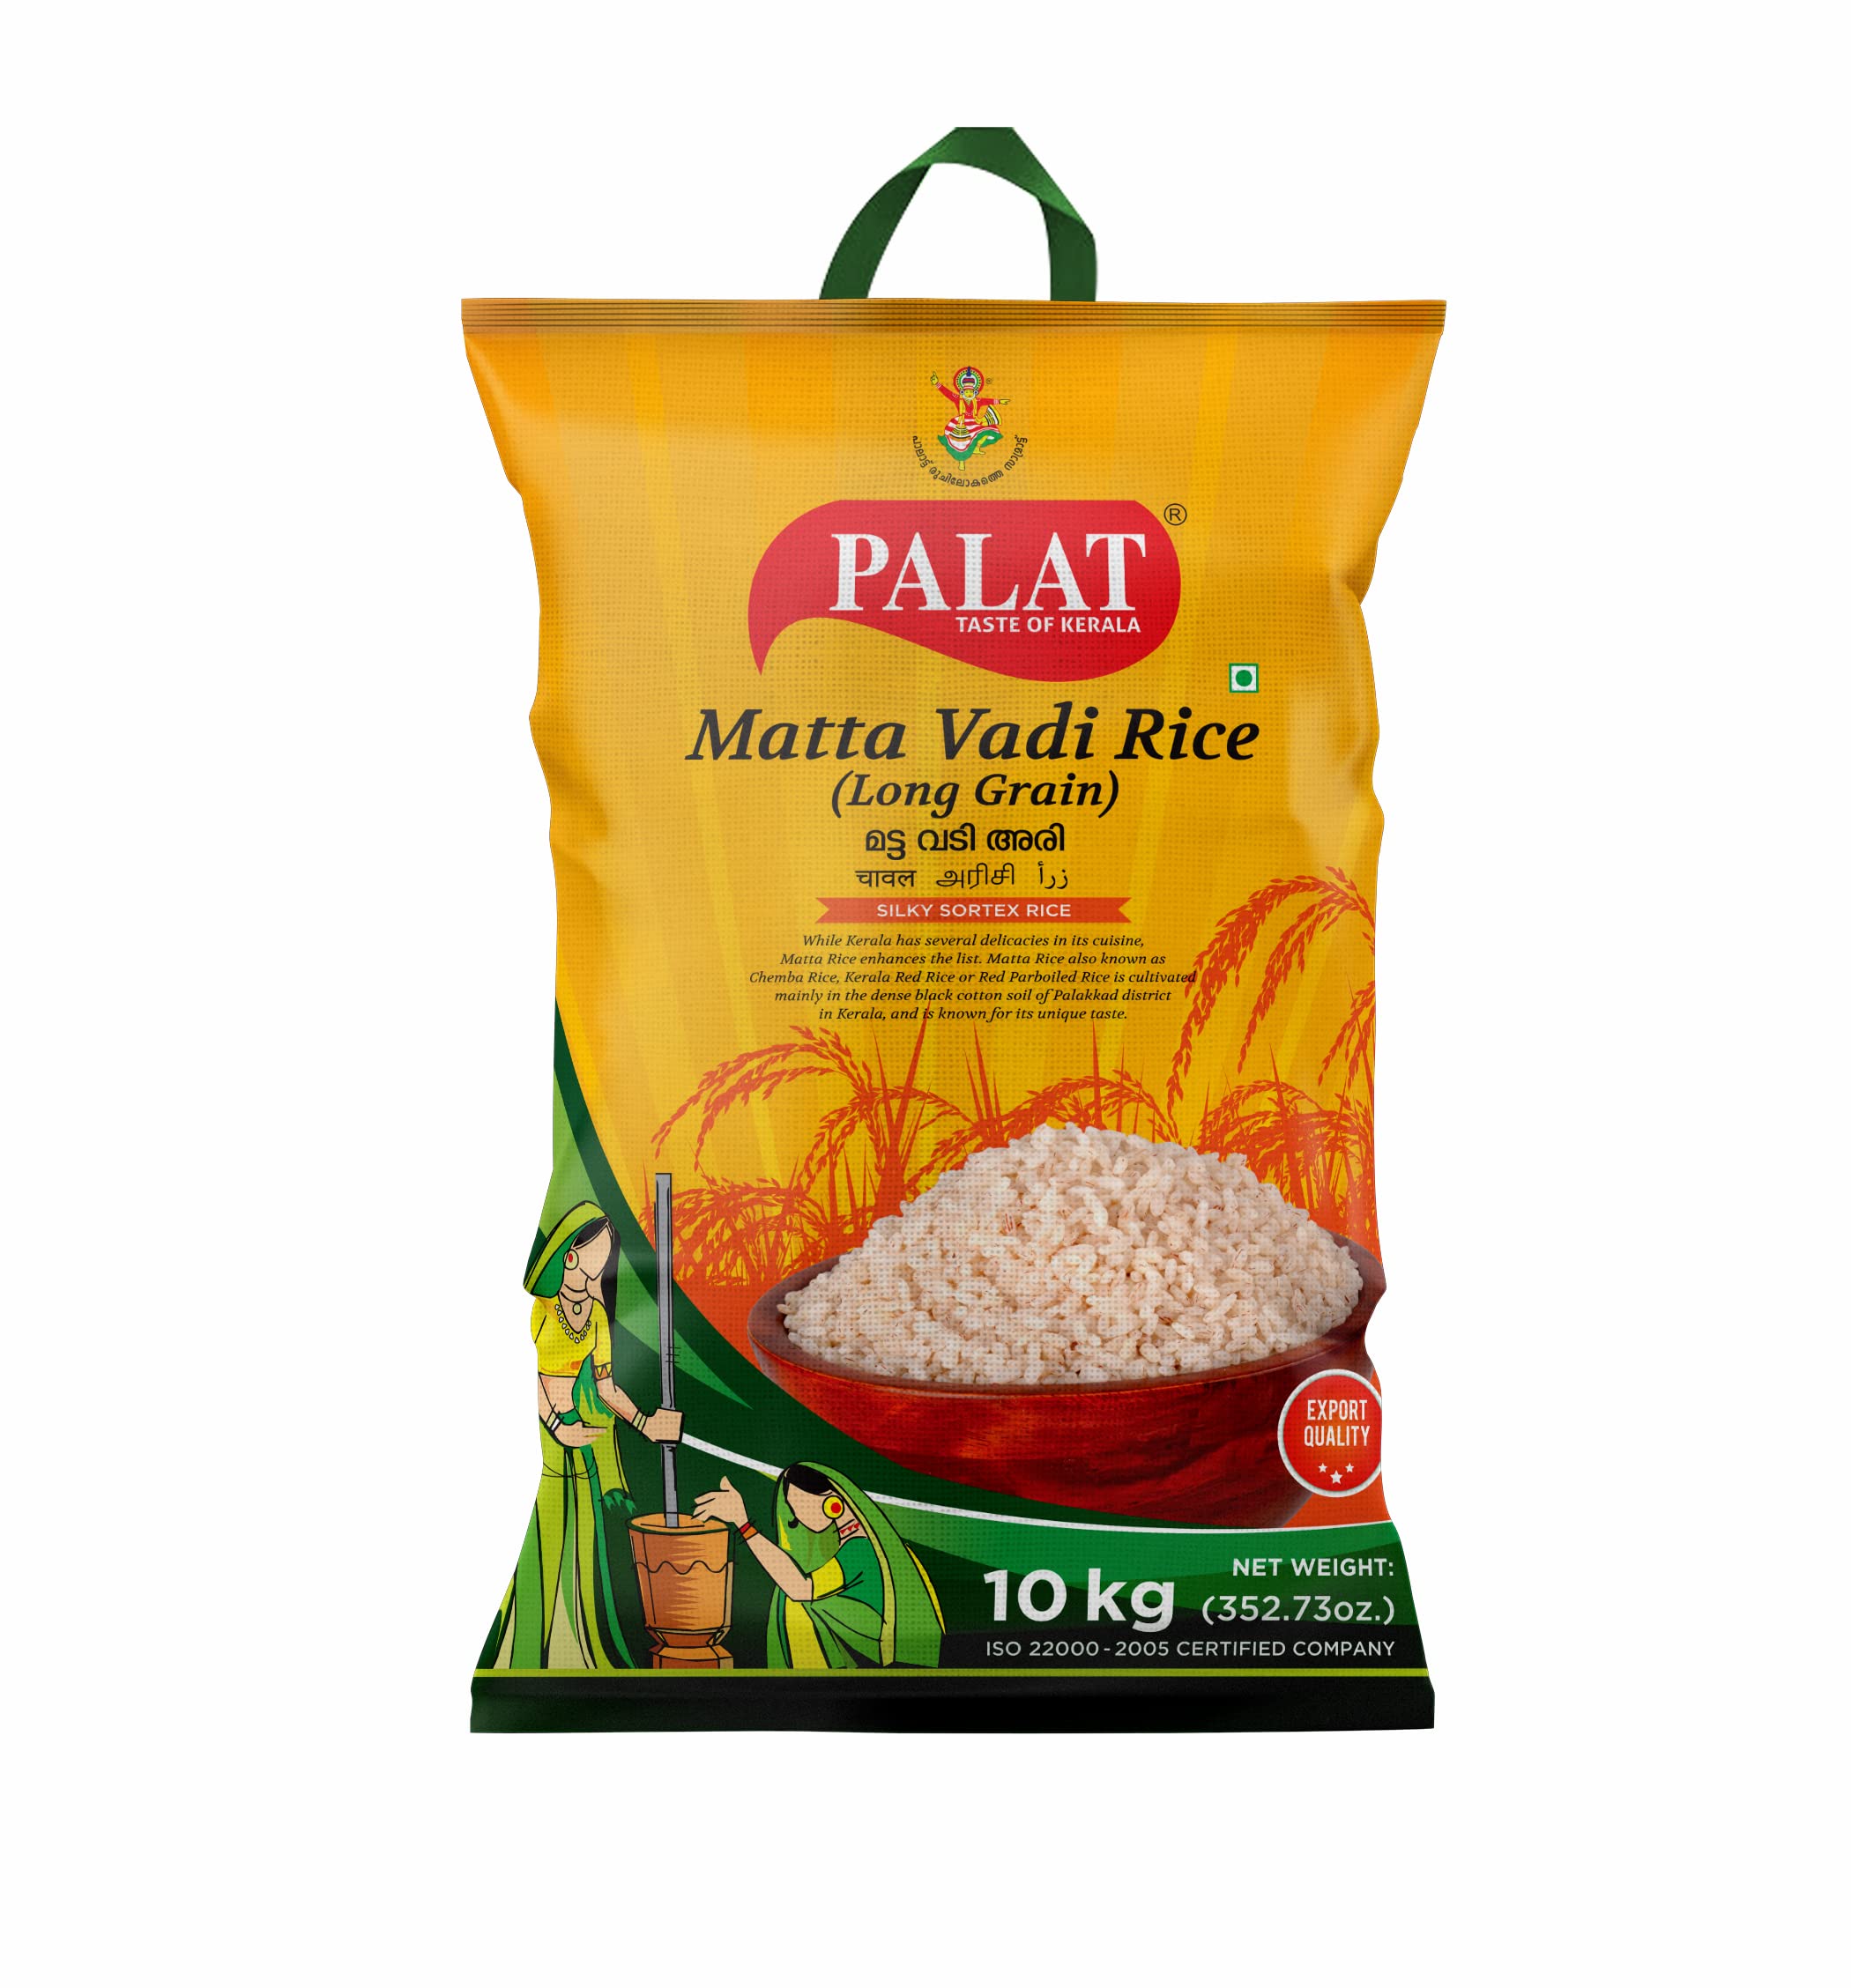 പാലാട്ട് രുചിലോകത്തെ സാമ്രാട്ട്
PALAT ®
TASTE OF KERALA
Matta Vadi Rice
(Long Grain)
മട്ട വടി അരി
चावल அரிசி زرأ
SILKY SORTEX RICE
While Kerala has several delicacies in its cuisine,
Matta Rice enhances the list. Matta Rice also known as
Chemba Rice, Kerala Red Rice or Red Parboiled Rice is cultivated
mainly in the dense black cotton soil of Palakkad district
in Kerala, and is known for its unique taste.
EXPORT
QUALITY
NET WEIGHT:
10 kg (352.73oz.)
ISO 22000-2005 CERTIFIED COMPANY